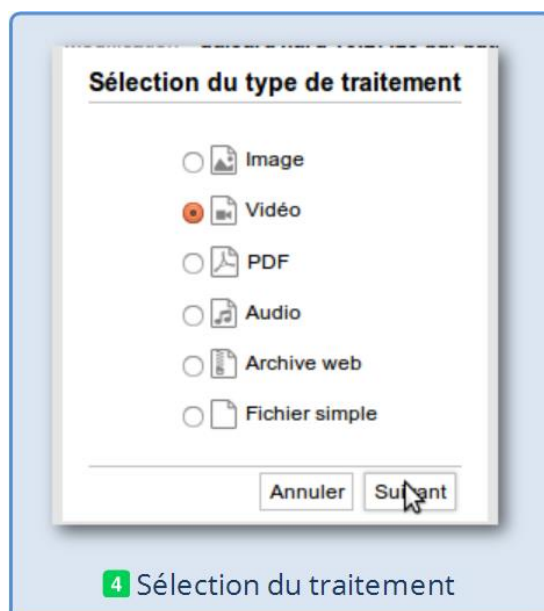 Sélection du type de traitement
Image
Vidéo
PDF
Audio
Archive web
Fichier simple
Annuler Suivant
4 Sélection du traitement